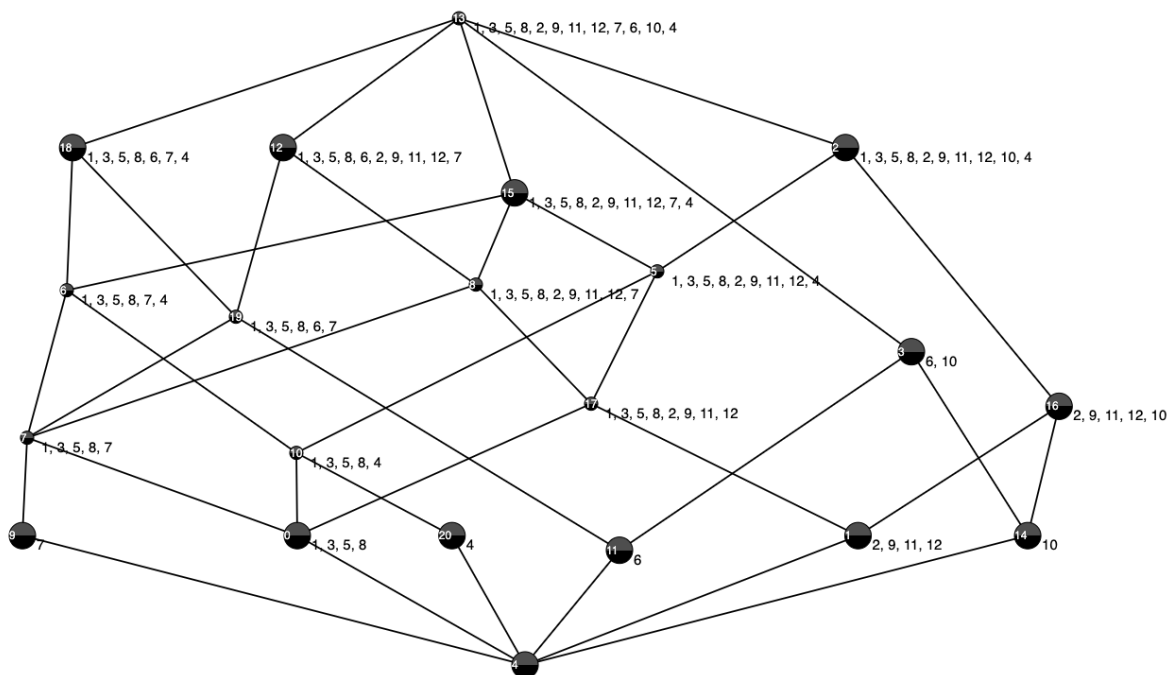 13
1, 3, 5, 8, 2, 9, 11, 12, 7, 6, 10, 4
18
1, 3, 5, 8, 6, 7, 4
12
1, 3, 5, 8, 6, 2, 9, 11, 12, 7
2
1, 3, 5, 8, 2, 9, 11, 12, 10, 4
15
1, 3, 5, 8, 2, 9, 11, 12, 7, 4
5
1, 3, 5, 8, 2, 9, 11, 12, 4
8
1, 3, 5, 8, 2, 9, 11, 12, 7
6
1, 3, 5, 8, 7, 4
19
1, 3, 5, 8, 6, 7
3
6, 10
17
1, 3, 5, 8, 2, 9, 11, 12
16
2, 9, 11, 12, 10
7
1, 3, 5, 8, 7
10
1, 3, 5, 8, 4
9
7
0
1, 3, 5, 8
20
4
11
6
1
2, 9, 11, 12
14
10
4